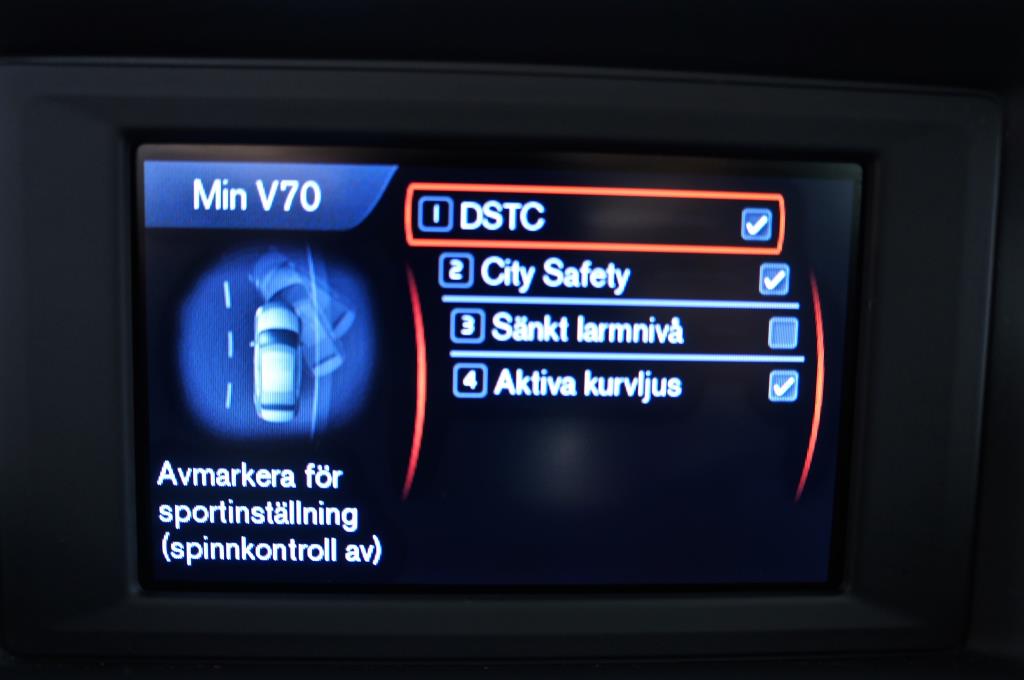 Min V70
1 DSTC
2 City Safety
3 Sänkt larmnivå
4 Aktiva kurvljus
Avmarkera för
sportinställning
(spinnkontroll av)